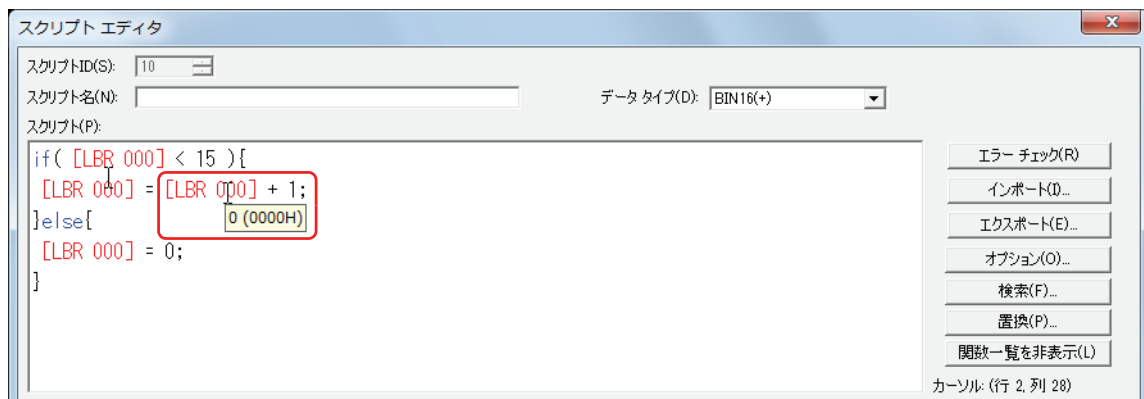 スクリプト エディタ
スクリプトID(S): 10
スクリプト名(N):
データ タイプ(D): BIN16(+)
スクリプト(P):
if( [LBR 000] < 15 ){
[LBR 000] = [LBR 000] + 1;
}else{
0 (0000H)
[LBR 000] = 0;
}
エラー チェック(R)
インポート(I)...
エクスポート(E)...
オプション(O)...
検索(F)...
置換(P)...
関数一覧を非表示(L)
カーソル: (行 2, 列 28)